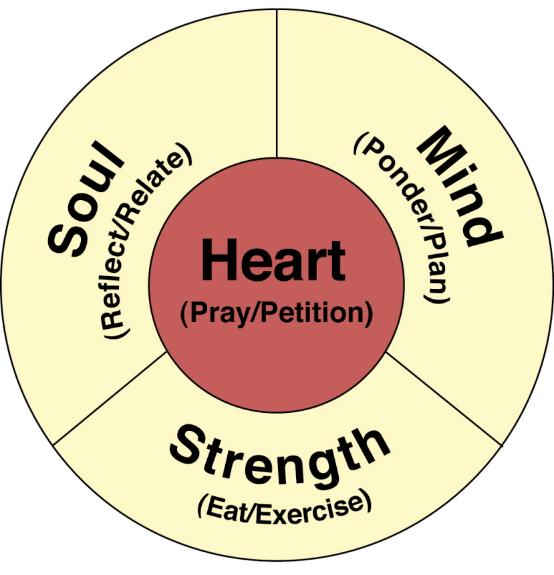 Soul
(Reflect/Relate)
Mind
(Ponder/Plan)
Heart
(Pray/Petition)
Strength
(Eat/Exercise)